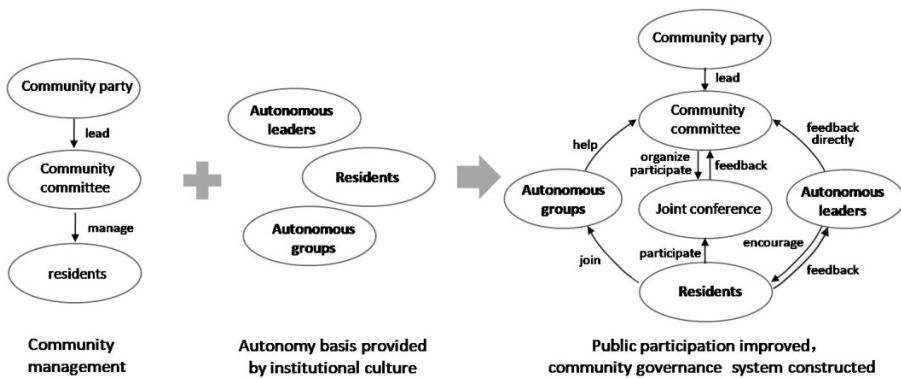 Community party
lead
Community
committee
manage
residents
Community
management
Autonomous
leaders
Residents
Autonomous
groups
Autonomy basis provided
by institutional culture
Community party
lead
Community
committee
help
organize
participate
feedback
feedback
directly
Autonomous
groups
Joint conference
Autonomous
leaders
join
participate
encourage
feedback
Residents
Public participation improved,
community governance system constructed